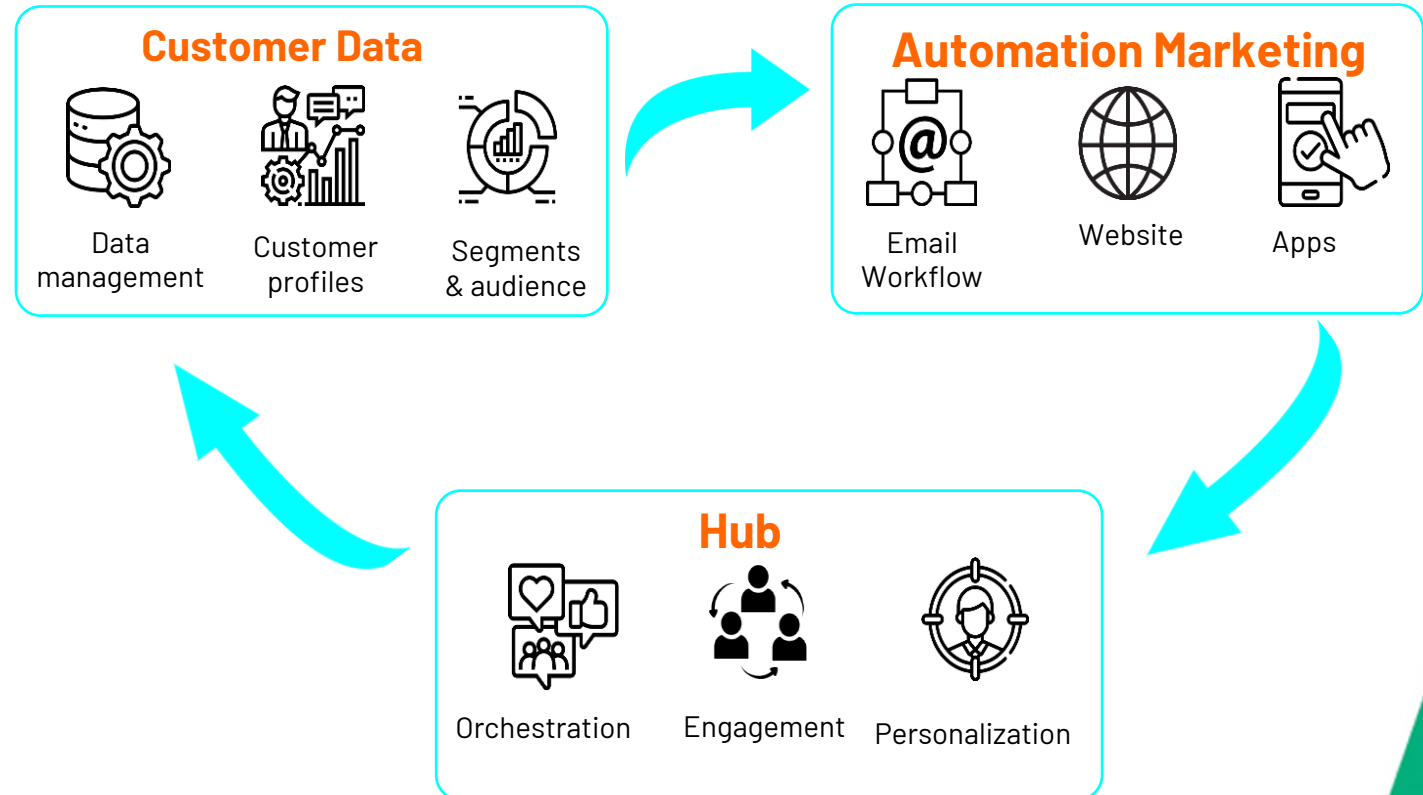 Customer Data
Data
management
Customer
profiles
Segments
& audience
Automation Marketing
@
Email
Workflow
Website
Apps
Hub
Orchestration
Engagement
Personalization